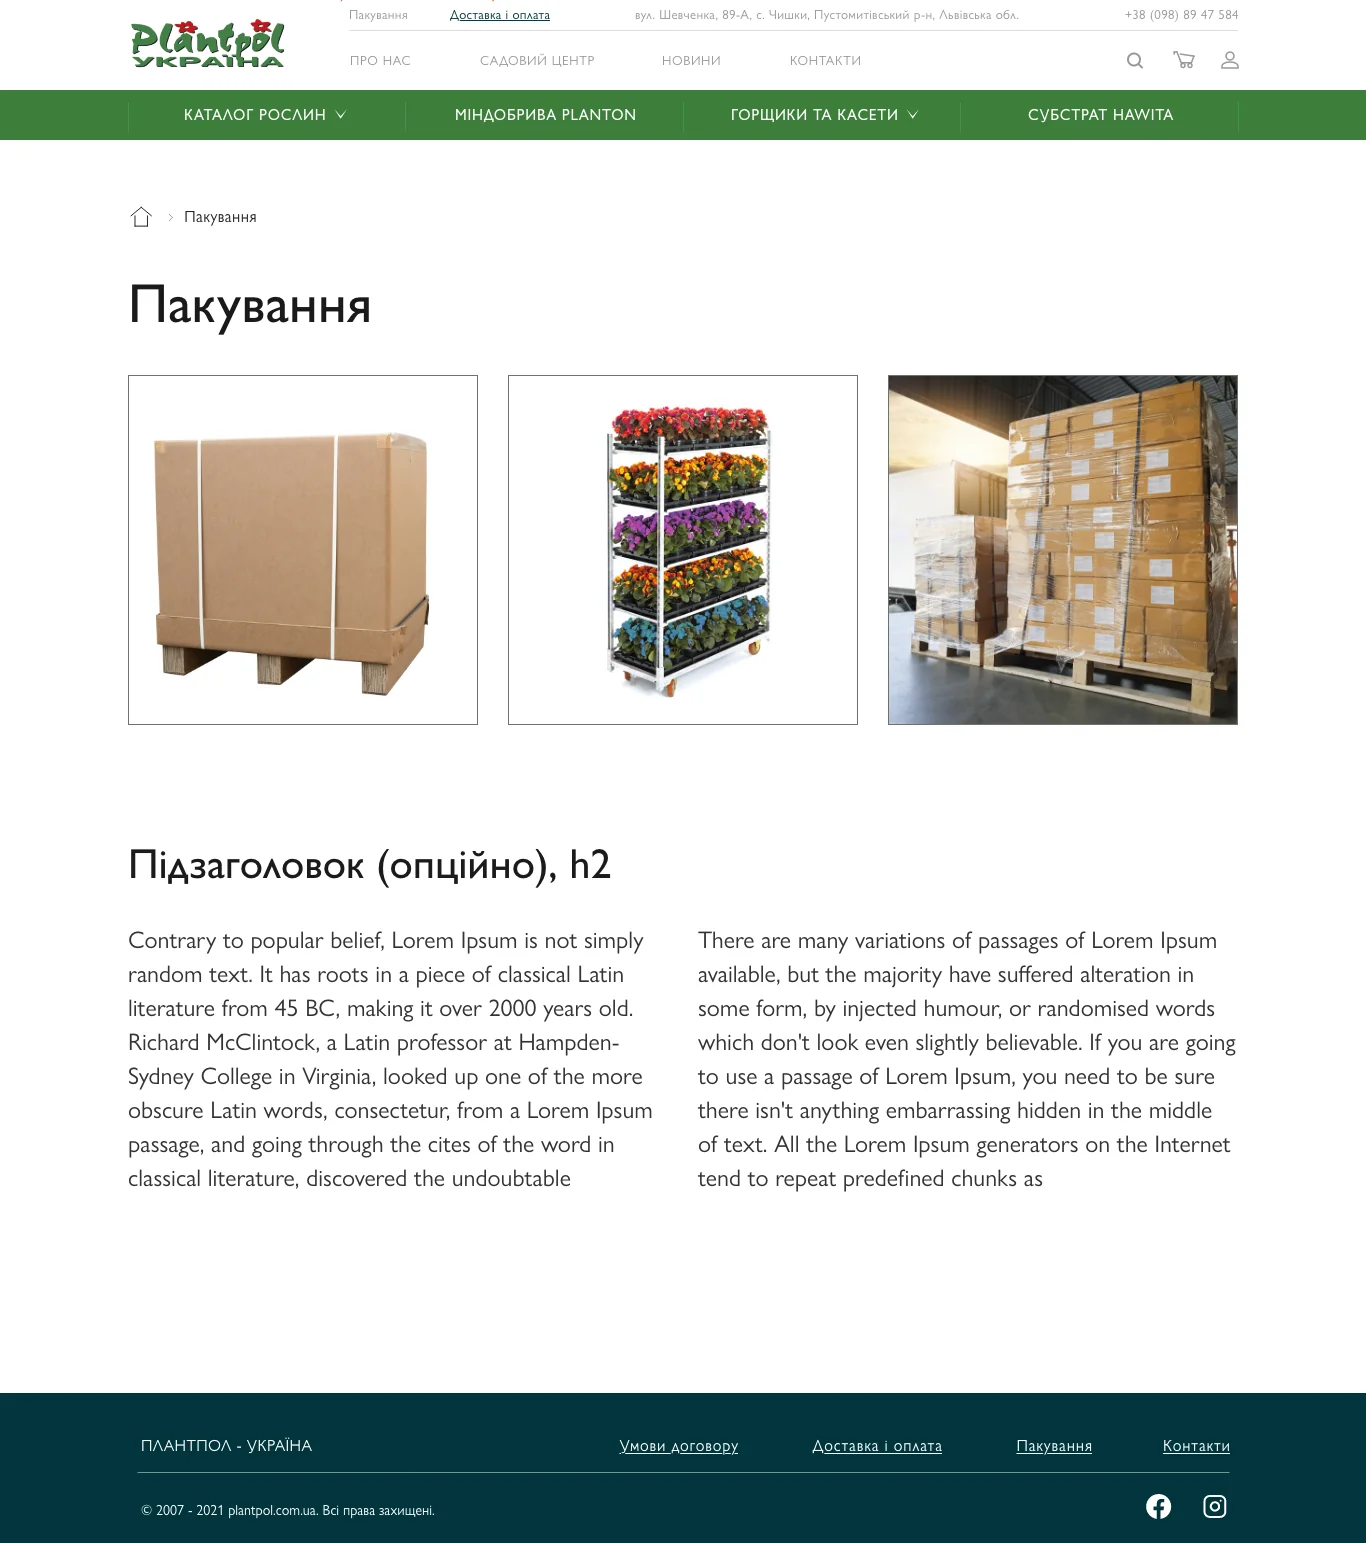 Пакування
Доставка і оплата
вул. Шевченка, 89-А, с. Чишки, Пустомитівський р-н, Львівська обл.
+38 (098) 89 47 584
Plantpol
УКРАЇНА
ПРО НАС
САДОВИЙ ЦЕНТР
НОВИНИ
КОНТАКТИ
КАТАЛОГ РОСЛИН
МІНДОБРИВА PLANTON
ГОРЩИКИ ТА КАСЕТИ
СУБСТРАТ HAWITA
Пакування
Пакування
Підзаголовок (опційно), h2
Contrary to popular belief, Lorem Ipsum is not simply
random text. It has roots in a piece of classical Latin
literature from 45 BC, making it over 2000 years old.
Richard McClintock, a Latin professor at Hampden-
Sydney College in Virginia, looked up one of the more
obscure Latin words, consectetur, from a Lorem Ipsum
passage, and going through the cites of the word in
classical literature, discovered the undoubtable
There are many variations of passages of Lorem Ipsum
available, but the majority have suffered alteration in
some form, by injected humour, or randomised words
which don't look even slightly believable. If you are going
to use a passage of Lorem Ipsum, you need to be sure
there isn't anything embarrassing hidden in the middle
of text. All the Lorem Ipsum generators on the Internet
tend to repeat predefined chunks as
ПЛАНТПОЛ - УКРАЇНА
Умови договору
Доставка і оплата
Пакування
Контакти
© 2007 - 2021 plantpol.com.ua. Всі права захищені.